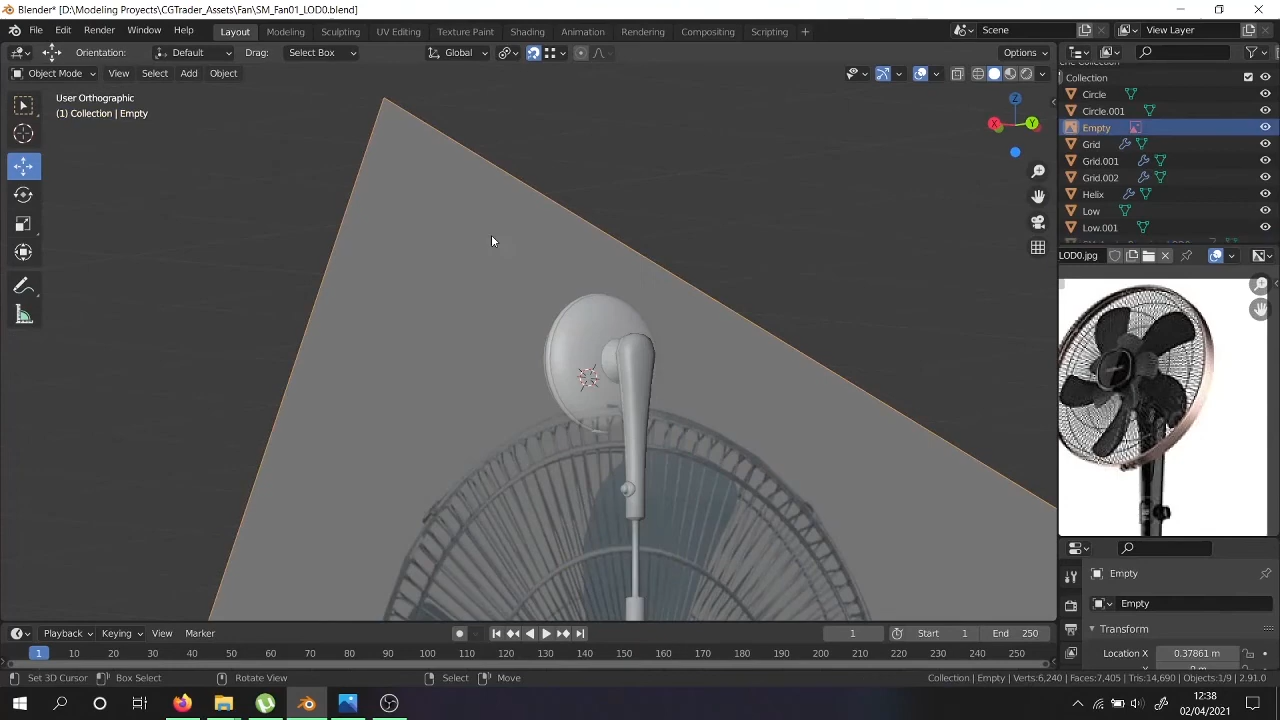 Blender* [D:\Modeling Projects\CGTrader_Assets\Fan\SM_Fan01_LOD0.blend]
File Edit Render Window Help
Layout Modeling Sculpting UV Editing Texture Paint Shading Animation Rendering Compositing Scripting +
Scene
View Layer
Orientation: Default Drag: Select Box Global Options
Object Mode View Select Add Object
User Orthographic
(1) Collection | Empty
Z
X
Y
Collection
Circle
Circle.001
Empty
Grid
Grid.001
Grid.002
Helix
Low
Low.001
LOD0.jpg
Empty
Empty
Transform
Location X 0.37861 m
Playback Keying View Marker
1 Start 1 End 250
1 10 20 30 40 50 60 70 80 90 100 110 120 130 140 150 160 170 180 190 200 210 220 230 240 250
Set 3D Cursor Box Select Rotate View Select Move
Collection | Empty | Verts:6,240 | Faces:7,405 | Tris:14,690 | Objects:1/9 | 2.91.0
12:38
02/04/2021